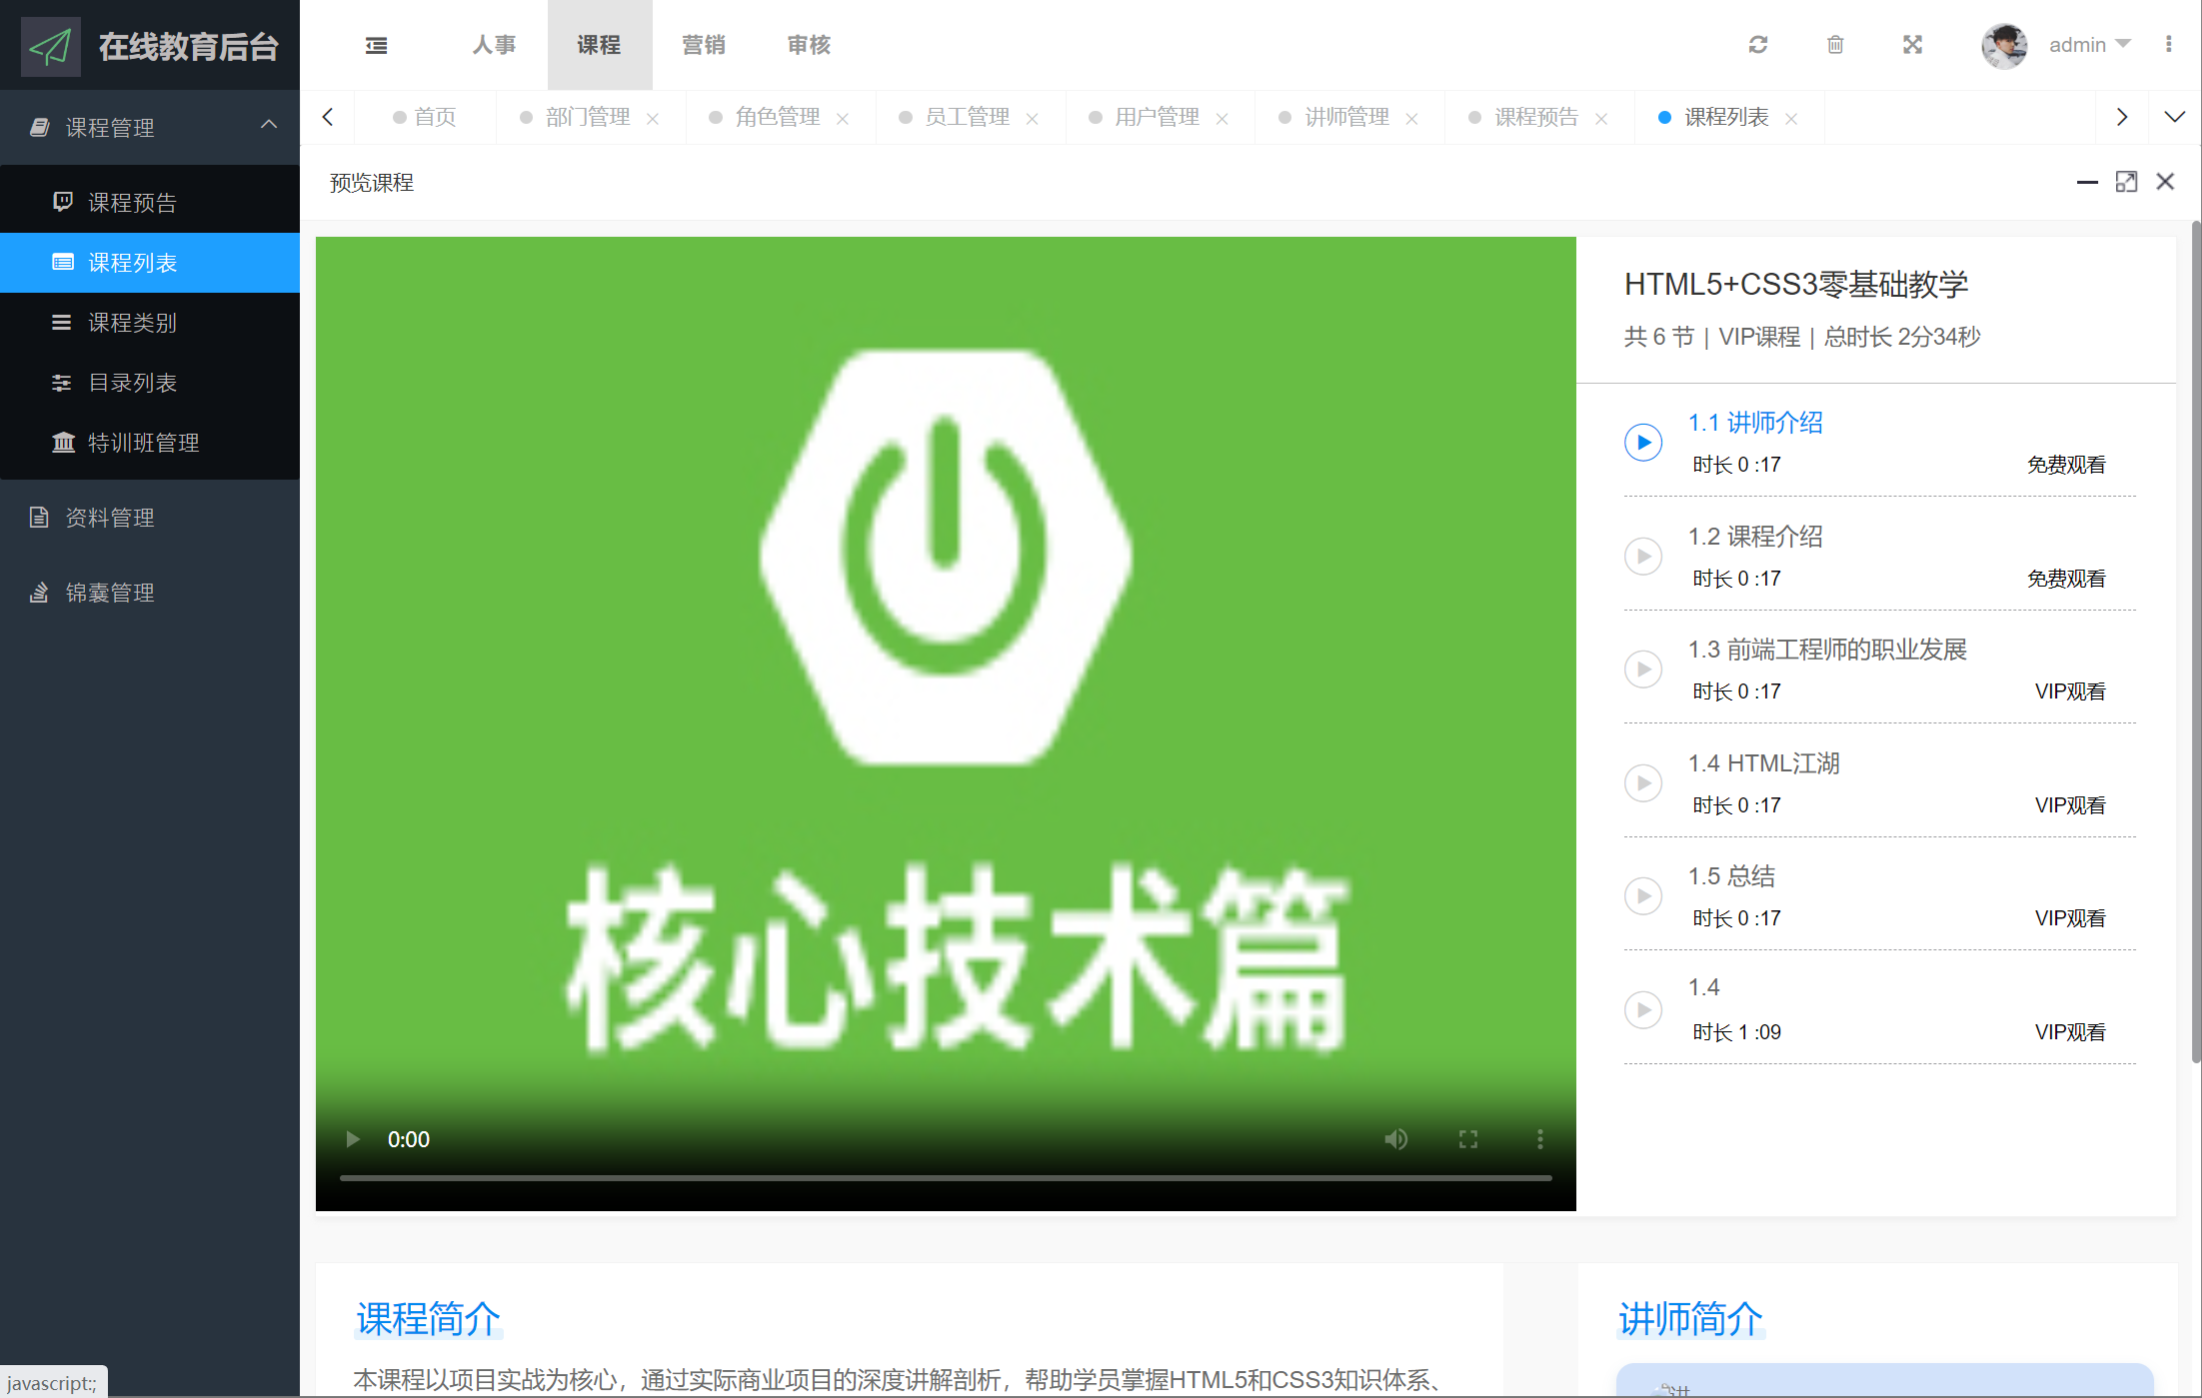 在线教育后台
人事 课程 营销 审核
admin
首页 部门管理 角色管理 员工管理 用户管理 讲师管理 课程预告 课程列表
课程管理
课程预告
课程列表
课程类别
目录列表
特训班管理
资料管理
锦囊管理
预览课程
核心技术篇
0:00
HTML5+CSS3零基础教学
共 6 节 | VIP课程 | 总时长 2分34秒
1.1 讲师介绍
时长 0 :17 免费观看
1.2 课程介绍
时长 0 :17 免费观看
1.3 前端工程师的职业发展
时长 0 :17 VIP观看
1.4 HTML江湖
时长 0 :17 VIP观看
1.5 总结
时长 0 :17 VIP观看
1.4
时长 1 :09 VIP观看
课程简介
本课程以项目实战为核心，通过实际商业项目的深度讲解剖析，帮助学员掌握HTML5和CSS3知识体系、
讲师简介
javascript:;